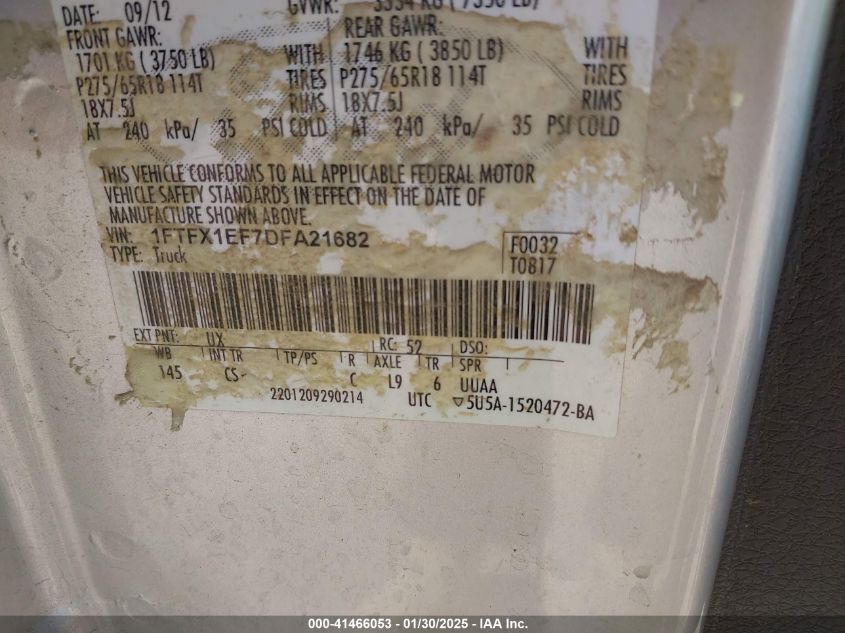 DATE: 09/12 GVWR: 3334 KG ( 7350 LB)
FRONT GAWR: REAR GAWR:
1701 KG ( 3750 LB) WITH 1746 KG ( 3850 LB) WITH
P275/65R18 114T TIRES P275/65R18 114T TIRES
18X7.5J RIMS 18X7.5J RIMS
AT 240 kPa/ 35 PSI COLD AT 240 kPa/ 35 PSI COLD
THIS VEHICLE CONFORMS TO ALL APPLICABLE FEDERAL MOTOR
VEHICLE SAFETY STANDARDS IN EFFECT ON THE DATE OF
MANUFACTURE SHOWN ABOVE.
VIN: 1FTFX1EF7DFA21682
TYPE: Truck
F0032
T0817
EXT PNT: UX RC: 52 DSO:
WB INT TR TP/PS R AXLE TR SPR
145 CS- C L9 6 UUAA
2201209290214 UTC ▽5U5A-1520472-BA
000-41466053 / 01/30/2025 - IAA Inc.